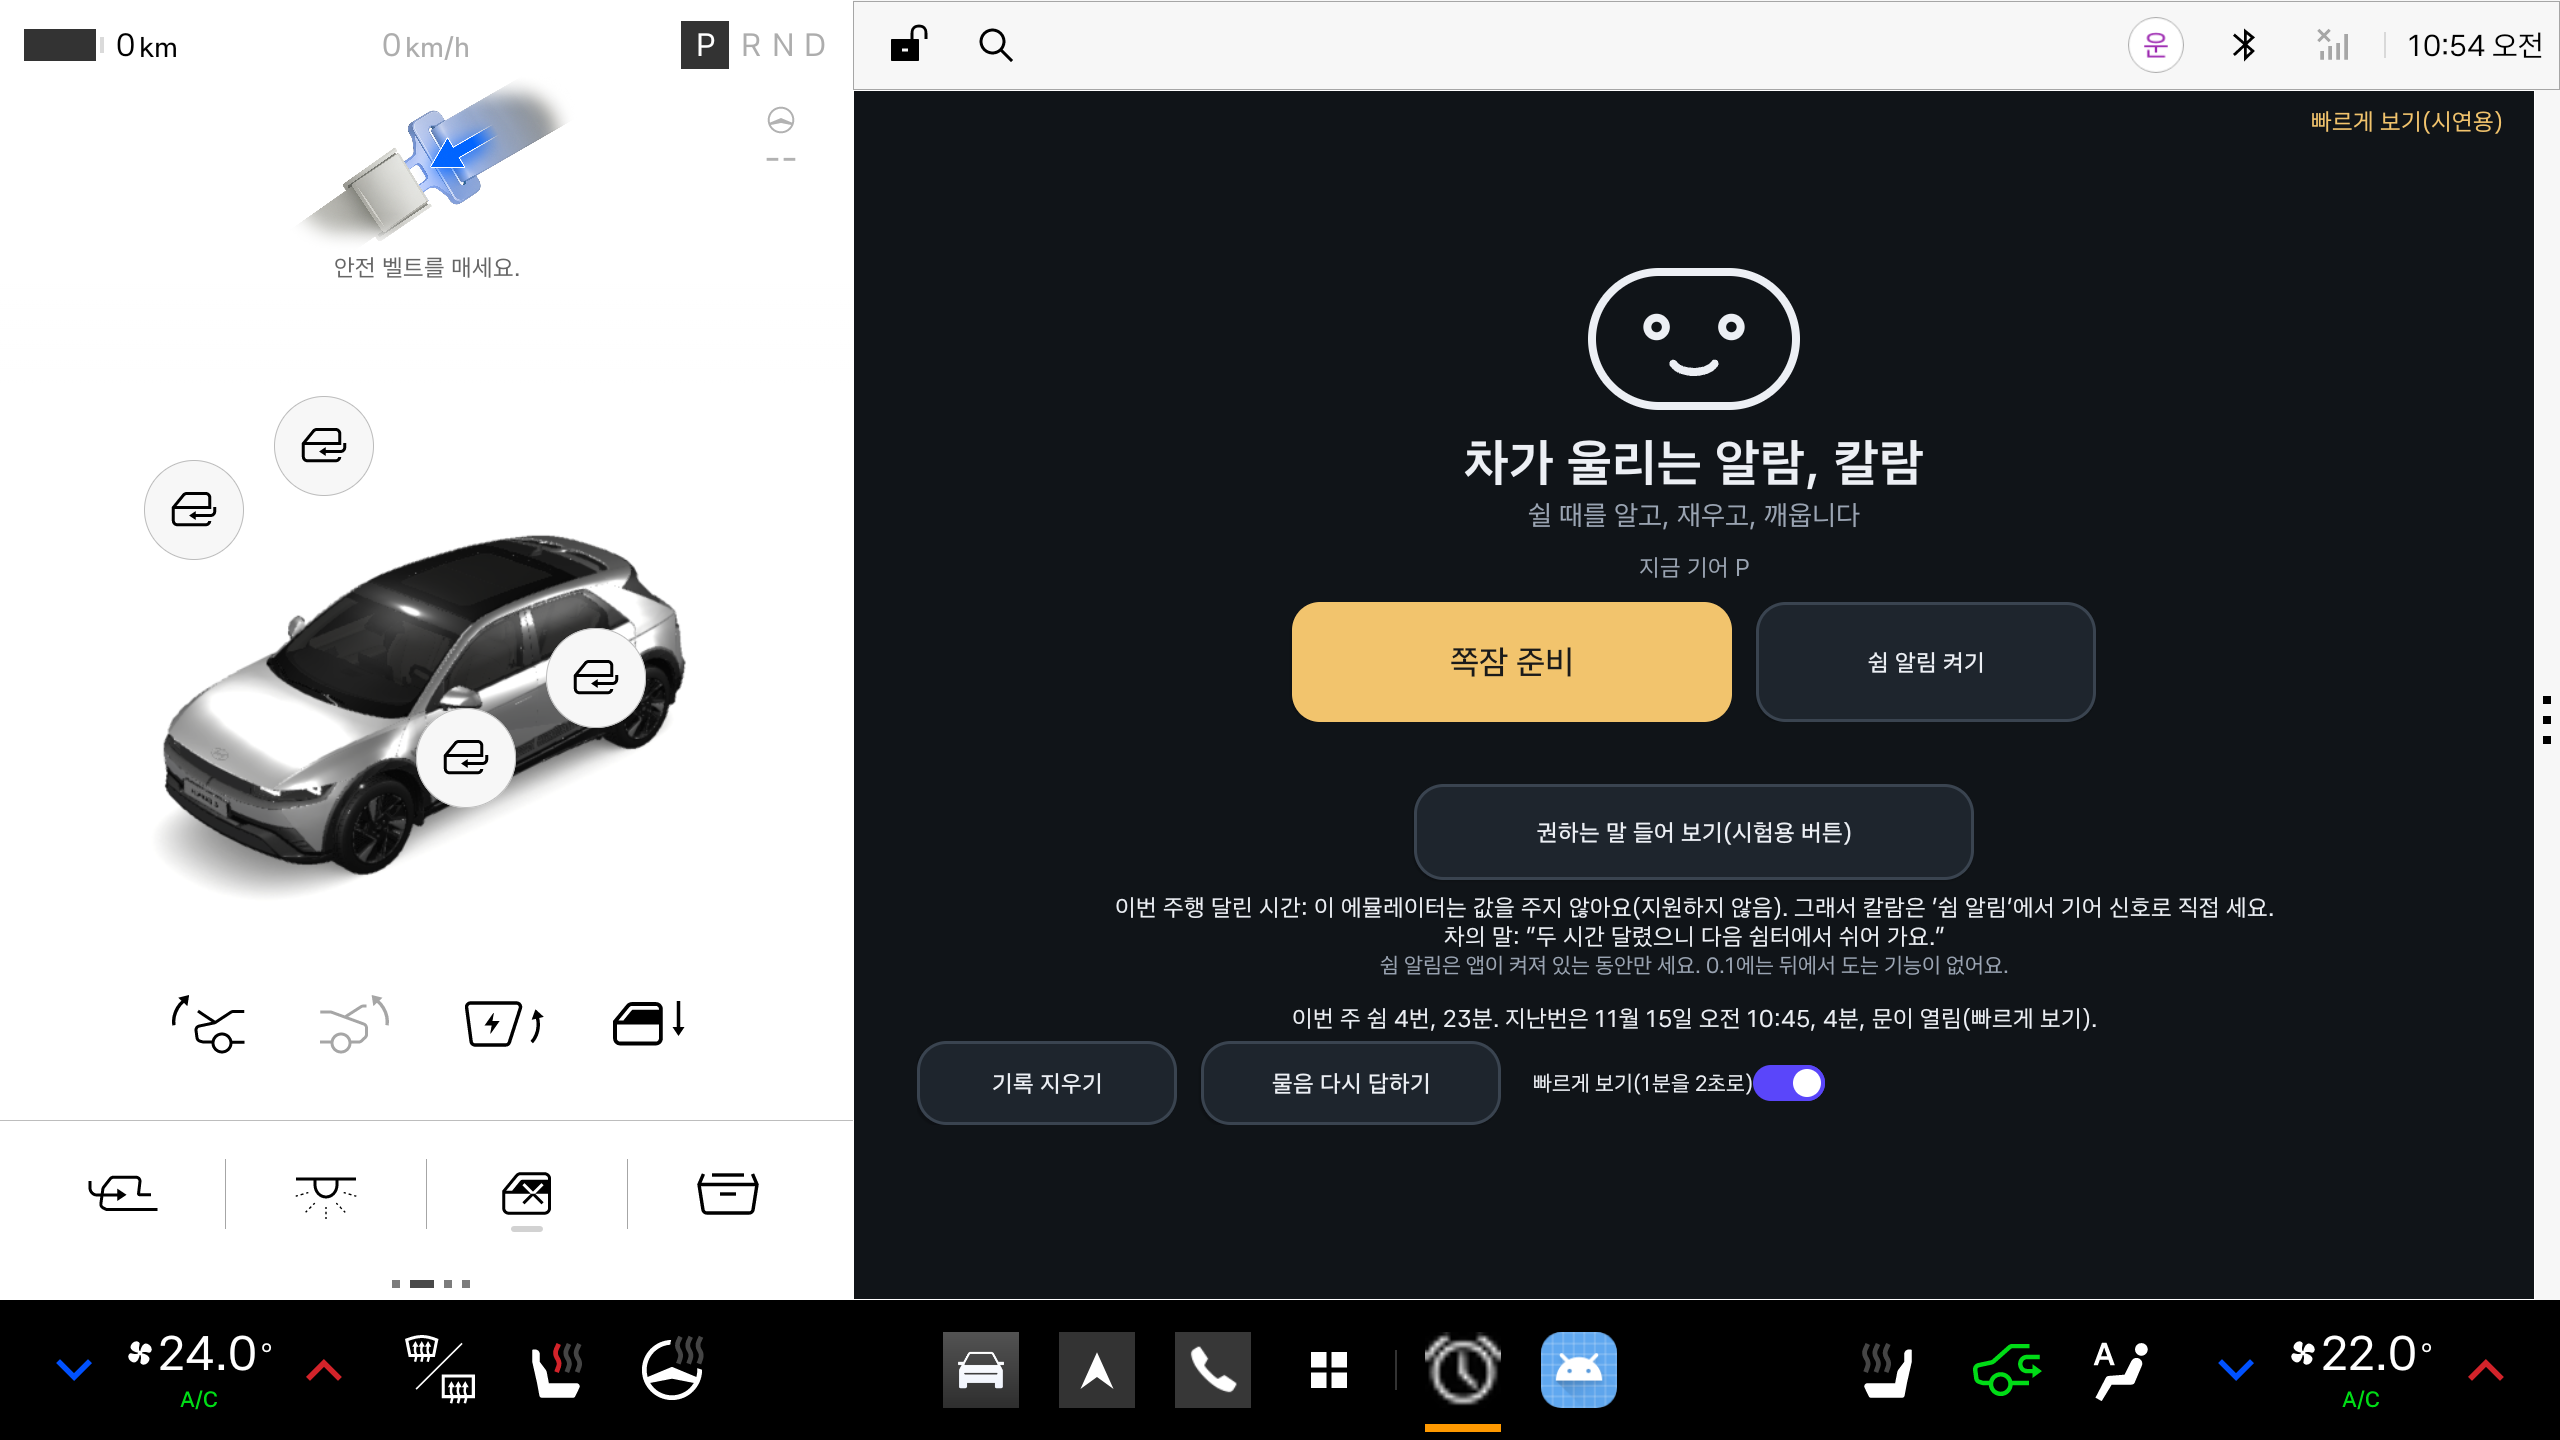 0 km
0 km/h
P R N D
운
10:54 오전
빠르게 보기(시연용)
안전 벨트를 매세요.
차가 울리는 알람, 칼람
쉴 때를 알고, 재우고, 깨웁니다
지금 기어 P
쪽잠 준비
쉼 알림 켜기
권하는 말 들어 보기(시험용 버튼)
이번 주행 달린 시간: 이 에뮬레이터는 값을 주지 않아요(지원하지 않음). 그래서 칼람은 ‘쉼 알림’에서 기어 신호로 직접 세요.
차의 말: “두 시간 달렸으니 다음 쉼터에서 쉬어 가요.”
쉼 알림은 앱이 켜져 있는 동안만 세요. 0.1에는 뒤에서 도는 기능이 없어요.
이번 주 쉼 4번, 23분. 지난번은 11월 15일 오전 10:45, 4분, 문이 열림(빠르게 보기).
기록 지우기
물음 다시 답하기
빠르게 보기(1분을 2초로)
24.0°
A/C
A
22.0°
A/C